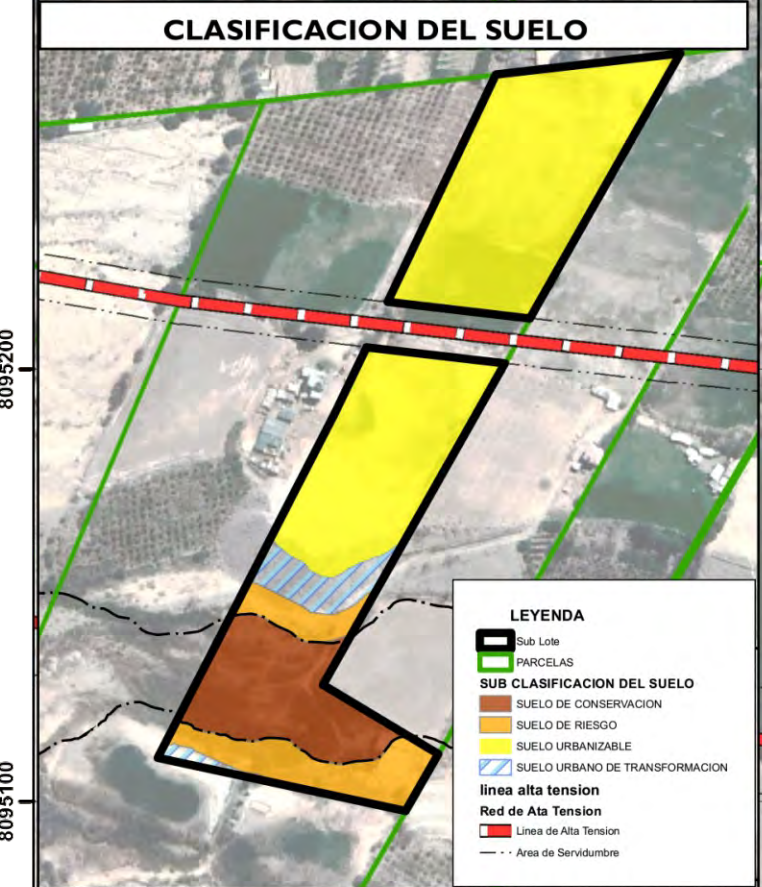 CLASIFICACION DEL SUELO
8095200
8095100
LEYENDA
Sub Lote
PARCELAS
SUB CLASIFICACION DEL SUELO
SUELO DE CONSERVACION
SUELO DE RIESGO
SUELO URBANIZABLE
SUELO URBANO DE TRANSFORMACION
linea alta tension
Red de Ata Tension
Linea de Alta Tension
Area de Servidumbre